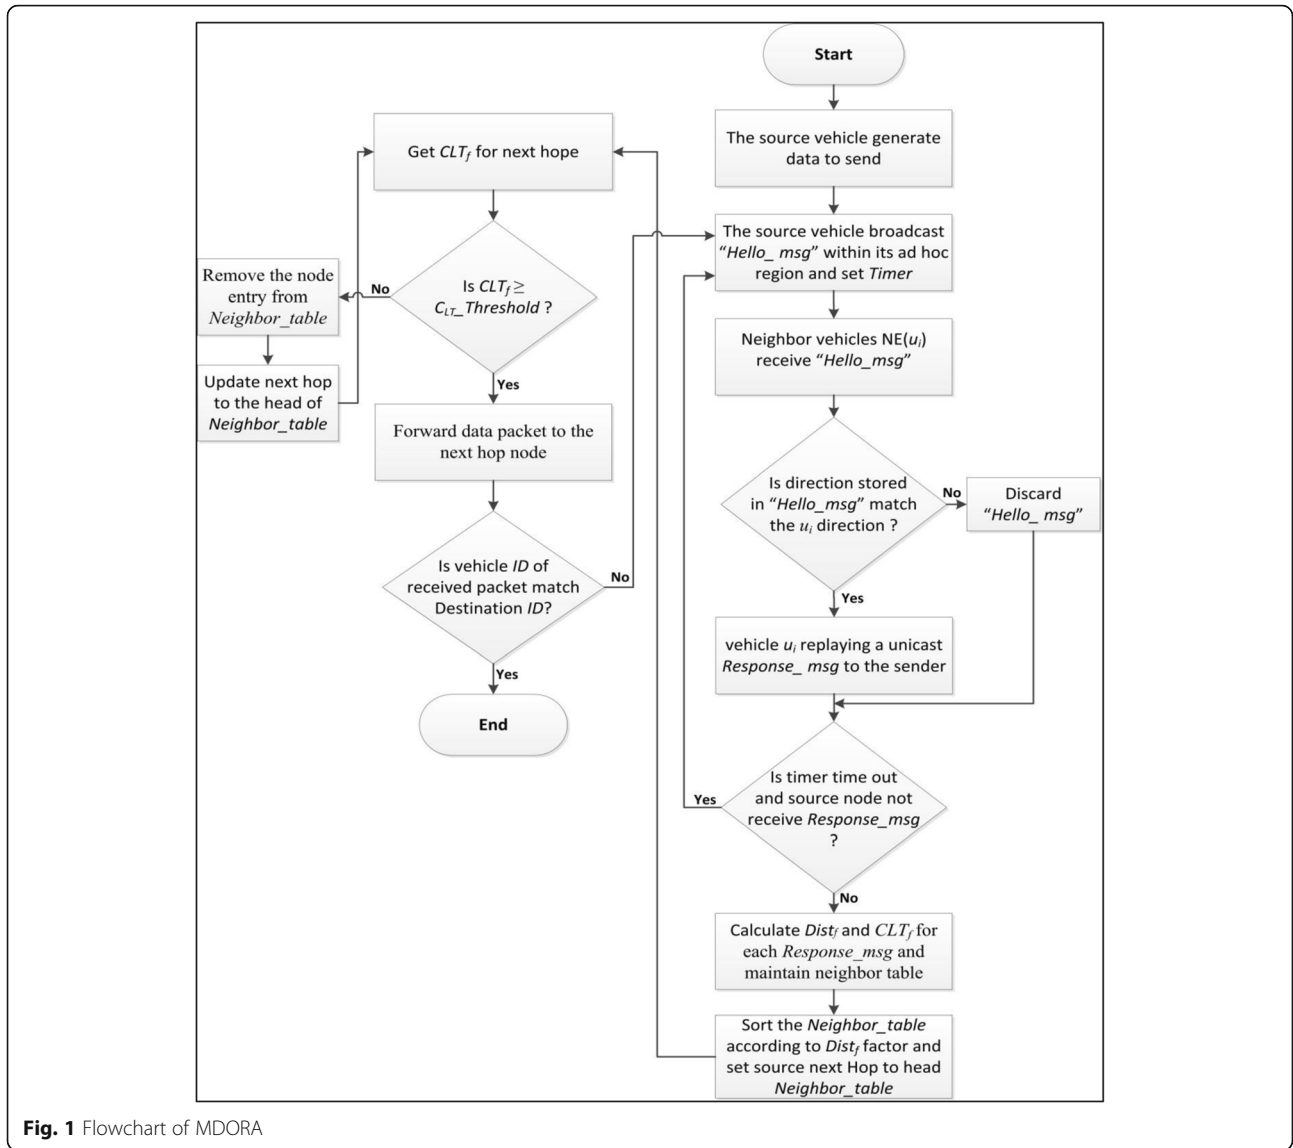 Start
The source vehicle generate
data to send
The source vehicle broadcast
“Hello_ msg” within its ad hoc
region and set Timer
Neighbor vehicles NE(uᵢ)
receive “Hello_msg”
Is direction stored
in “Hello_msg” match
the uᵢ direction ?
No
Discard
“Hello_ msg”
Yes
vehicle uᵢ replaying a unicast
Response_ msg to the sender
Is timer time out
and source node not
receive Response_msg
?
Yes
No
Calculate Dist_f and CLT_f for
each Response_msg and
maintain neighbor table
Sort the Neighbor_table
according to Dist_f factor and
set source next Hop to head
Neighbor_table
Get CLT_f for next hope
Is CLT_f ≥
C_LT_Threshold ?
No
Remove the node
entry from
Neighbor_table
Update next hop
to the head of
Neighbor_table
Yes
Forward data packet to the
next hop node
Is vehicle ID of
received packet match
Destination ID?
No
Yes
End
Fig. 1 Flowchart of MDORA